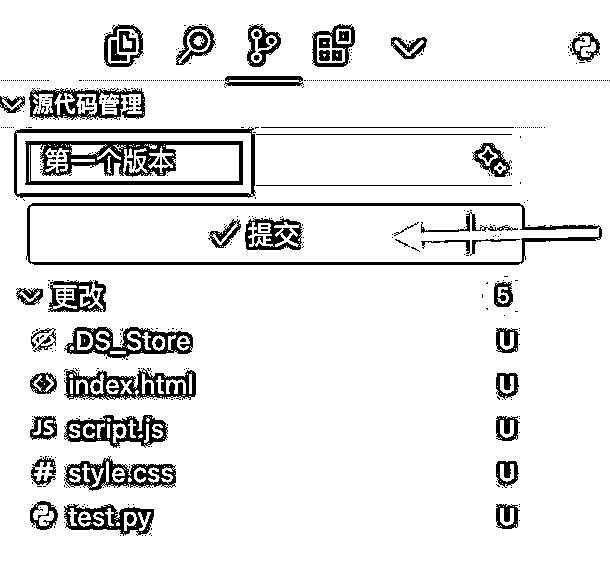 源代码管理
第一个版本
提交
更改 5
.DS_Store U
index.html U
JS script.js U
# style.css U
test.py U